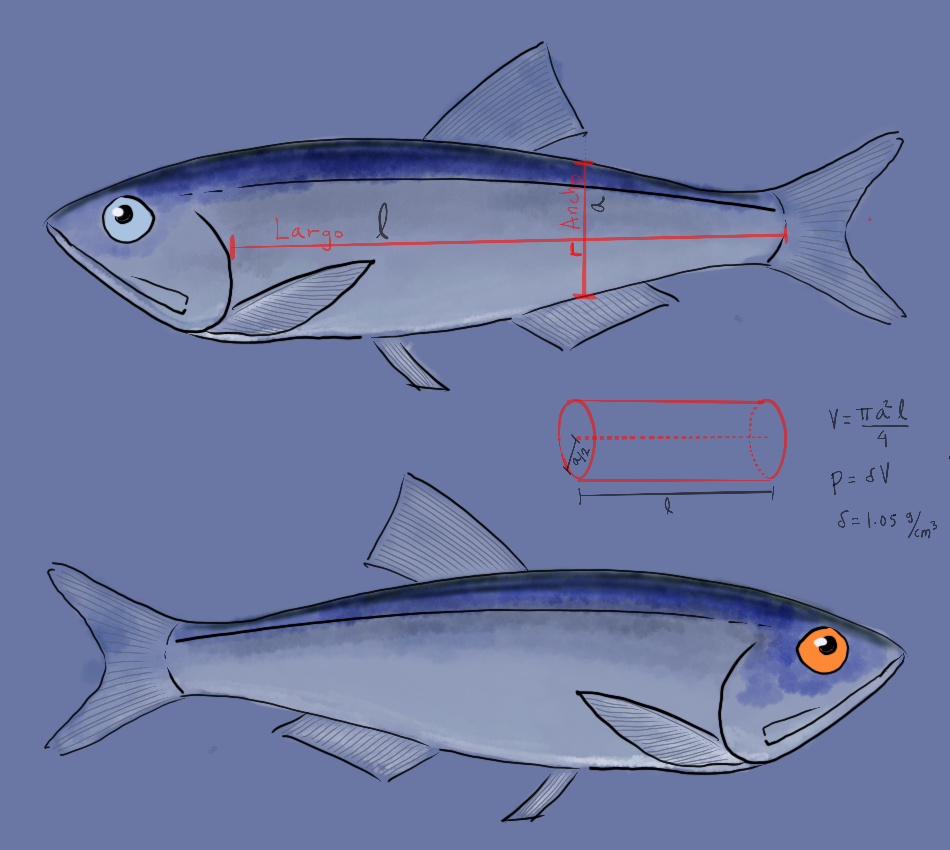 Largo
l
Ancho
a
r
a/2
l
V = πa²l/4
P = δV
δ = 1.05 g/cm³